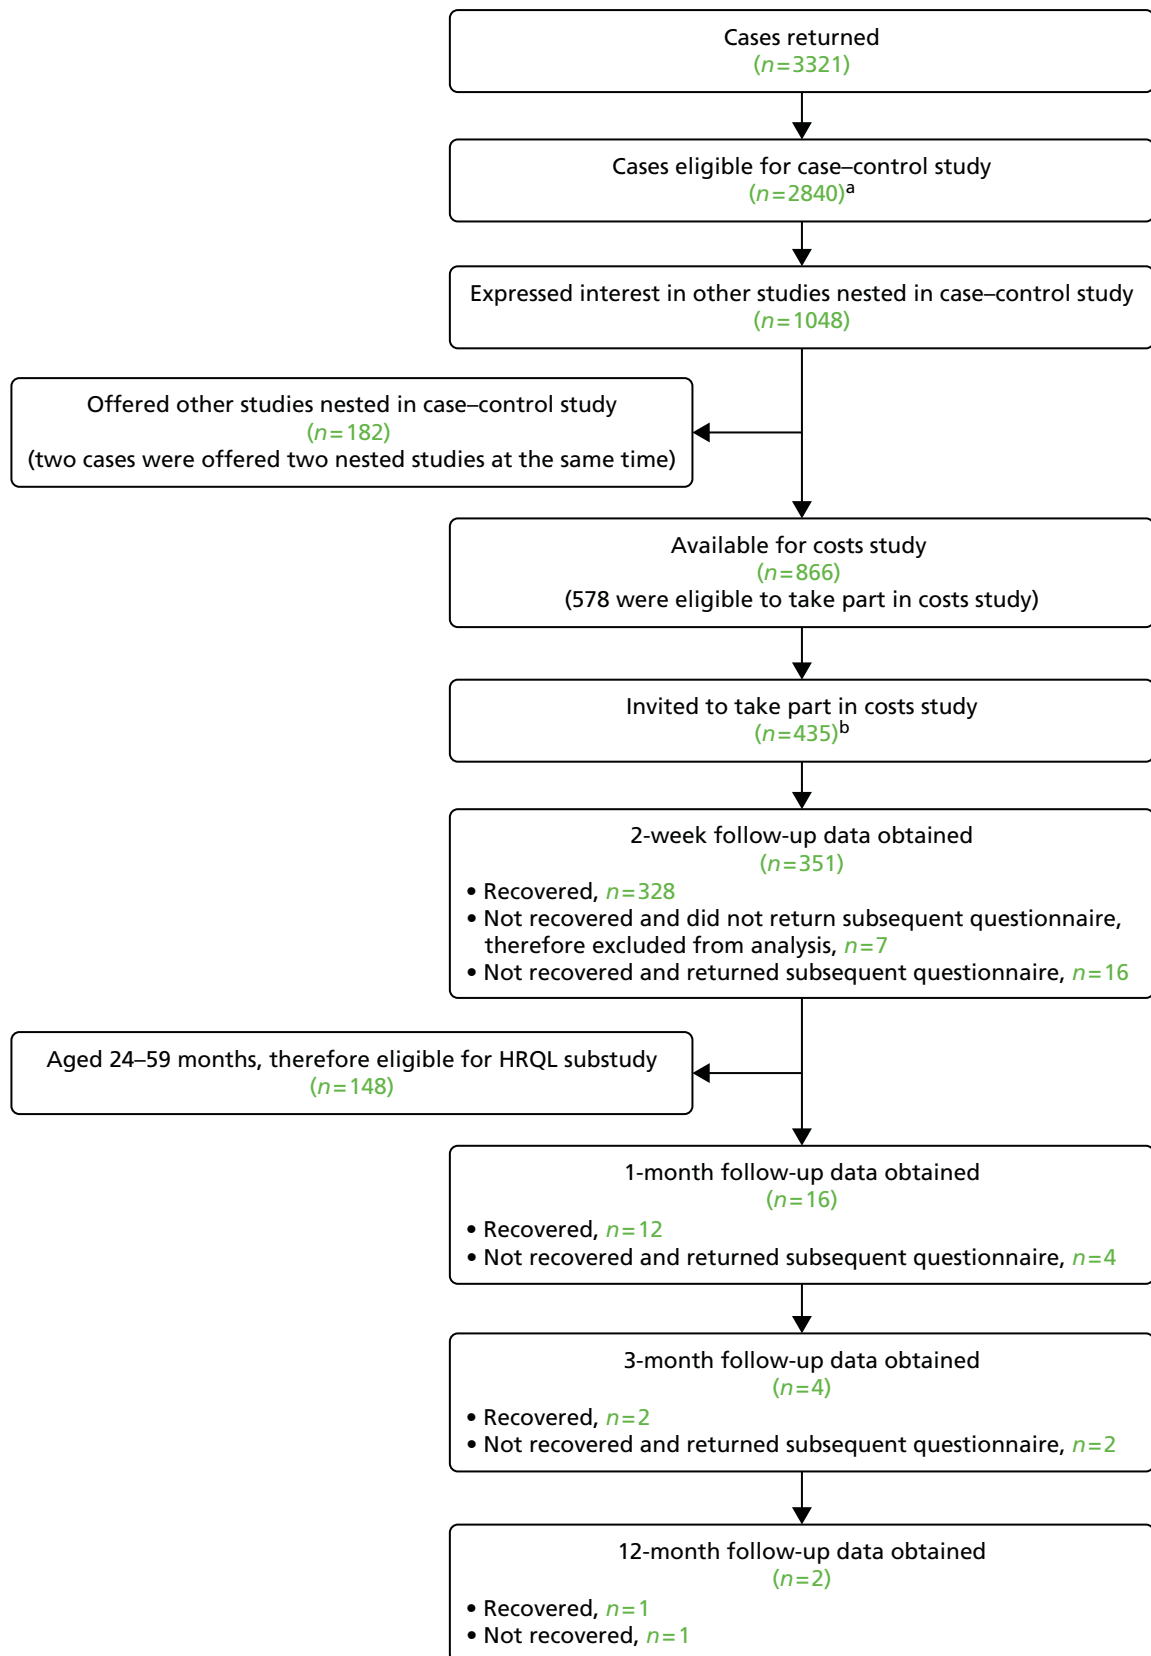 Cases returned
(n=3321)
Cases eligible for case–control study
(n=2840)a
Expressed interest in other studies nested in case–control study
(n=1048)
Offered other studies nested in case–control study
(n=182)
(two cases were offered two nested studies at the same time)
Available for costs study
(n=866)
(578 were eligible to take part in costs study)
Invited to take part in costs study
(n=435)b
2-week follow-up data obtained
(n=351)
• Recovered, n=328
• Not recovered and did not return subsequent questionnaire,
therefore excluded from analysis, n=7
• Not recovered and returned subsequent questionnaire, n=16
Aged 24–59 months, therefore eligible for HRQL substudy
(n=148)
1-month follow-up data obtained
(n=16)
• Recovered, n=12
• Not recovered and returned subsequent questionnaire, n=4
3-month follow-up data obtained
(n=4)
• Recovered, n=2
• Not recovered and returned subsequent questionnaire, n=2
12-month follow-up data obtained
(n=2)
• Recovered, n=1
• Not recovered, n=1